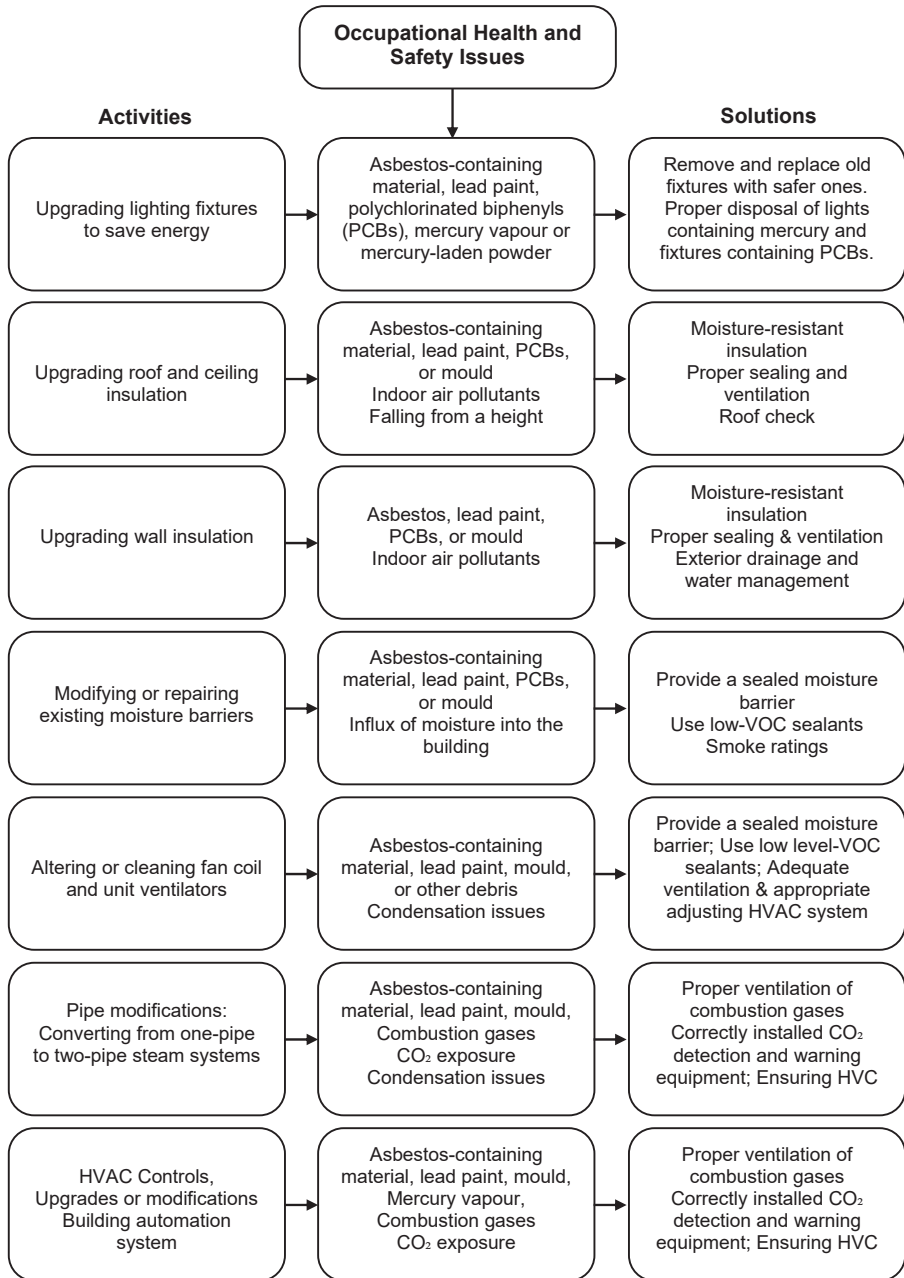 Occupational Health and
Safety Issues
Activities
Solutions
Upgrading lighting fixtures
to save energy
Asbestos-containing
material, lead paint,
polychlorinated biphenyls
(PCBs), mercury vapour or
mercury-laden powder
Remove and replace old
fixtures with safer ones.
Proper disposal of lights
containing mercury and
fixtures containing PCBs.
Upgrading roof and ceiling
insulation
Asbestos-containing
material, lead paint, PCBs,
or mould
Indoor air pollutants
Falling from a height
Moisture-resistant
insulation
Proper sealing and
ventilation
Roof check
Upgrading wall insulation
Asbestos, lead paint,
PCBs, or mould
Indoor air pollutants
Moisture-resistant
insulation
Proper sealing & ventilation
Exterior drainage and
water management
Modifying or repairing
existing moisture barriers
Asbestos-containing
material, lead paint, PCBs,
or mould
Influx of moisture into the
building
Provide a sealed moisture
barrier
Use low-VOC sealants
Smoke ratings
Altering or cleaning fan coil
and unit ventilators
Asbestos-containing
material, lead paint, mould,
or other debris
Condensation issues
Provide a sealed moisture
barrier; Use low level-VOC
sealants; Adequate
ventilation & appropriate
adjusting HVAC system
Pipe modifications:
Converting from one-pipe
to two-pipe steam systems
Asbestos-containing
material, lead paint, mould,
Combustion gases
CO₂ exposure
Condensation issues
Proper ventilation of
combustion gases
Correctly installed CO₂
detection and warning
equipment; Ensuring HVC
HVAC Controls,
Upgrades or modifications
Building automation
system
Asbestos-containing
material, lead paint, mould,
Mercury vapour,
Combustion gases
CO₂ exposure
Proper ventilation of
combustion gases
Correctly installed CO₂
detection and warning
equipment; Ensuring HVC